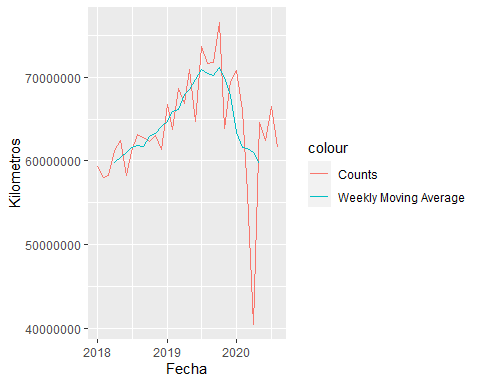 70000000
60000000
50000000
40000000
Kilometros
2018
2019
2020
Fecha
colour
Counts
Weekly Moving Average